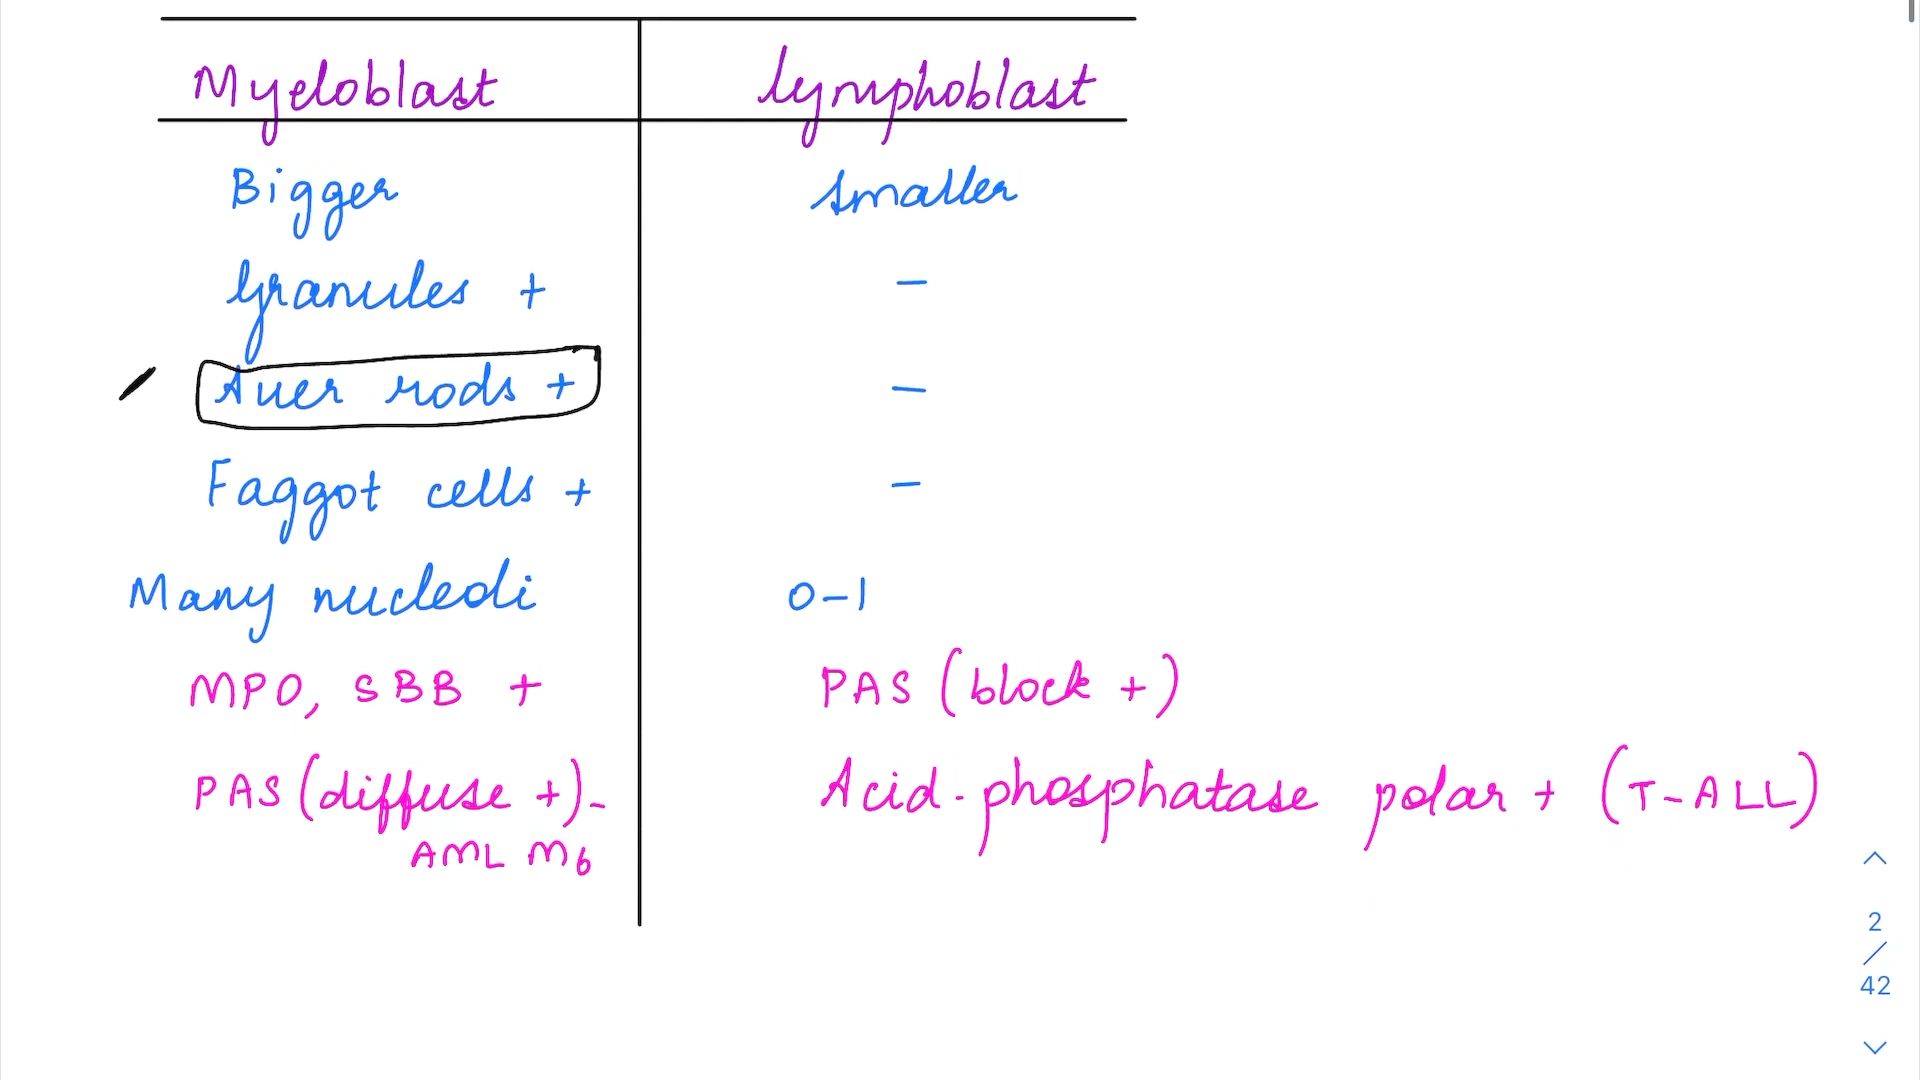 Myeloblast lymphoblast
Bigger smaller
Granules + –
Auer rods + –
Faggot cells + –
Many nucleoli 0-1
MPO, SBB + PAS (block +)
PAS (diffuse +)- Acid-phosphatase polar + (T-ALL)
AML M6
2
/
42